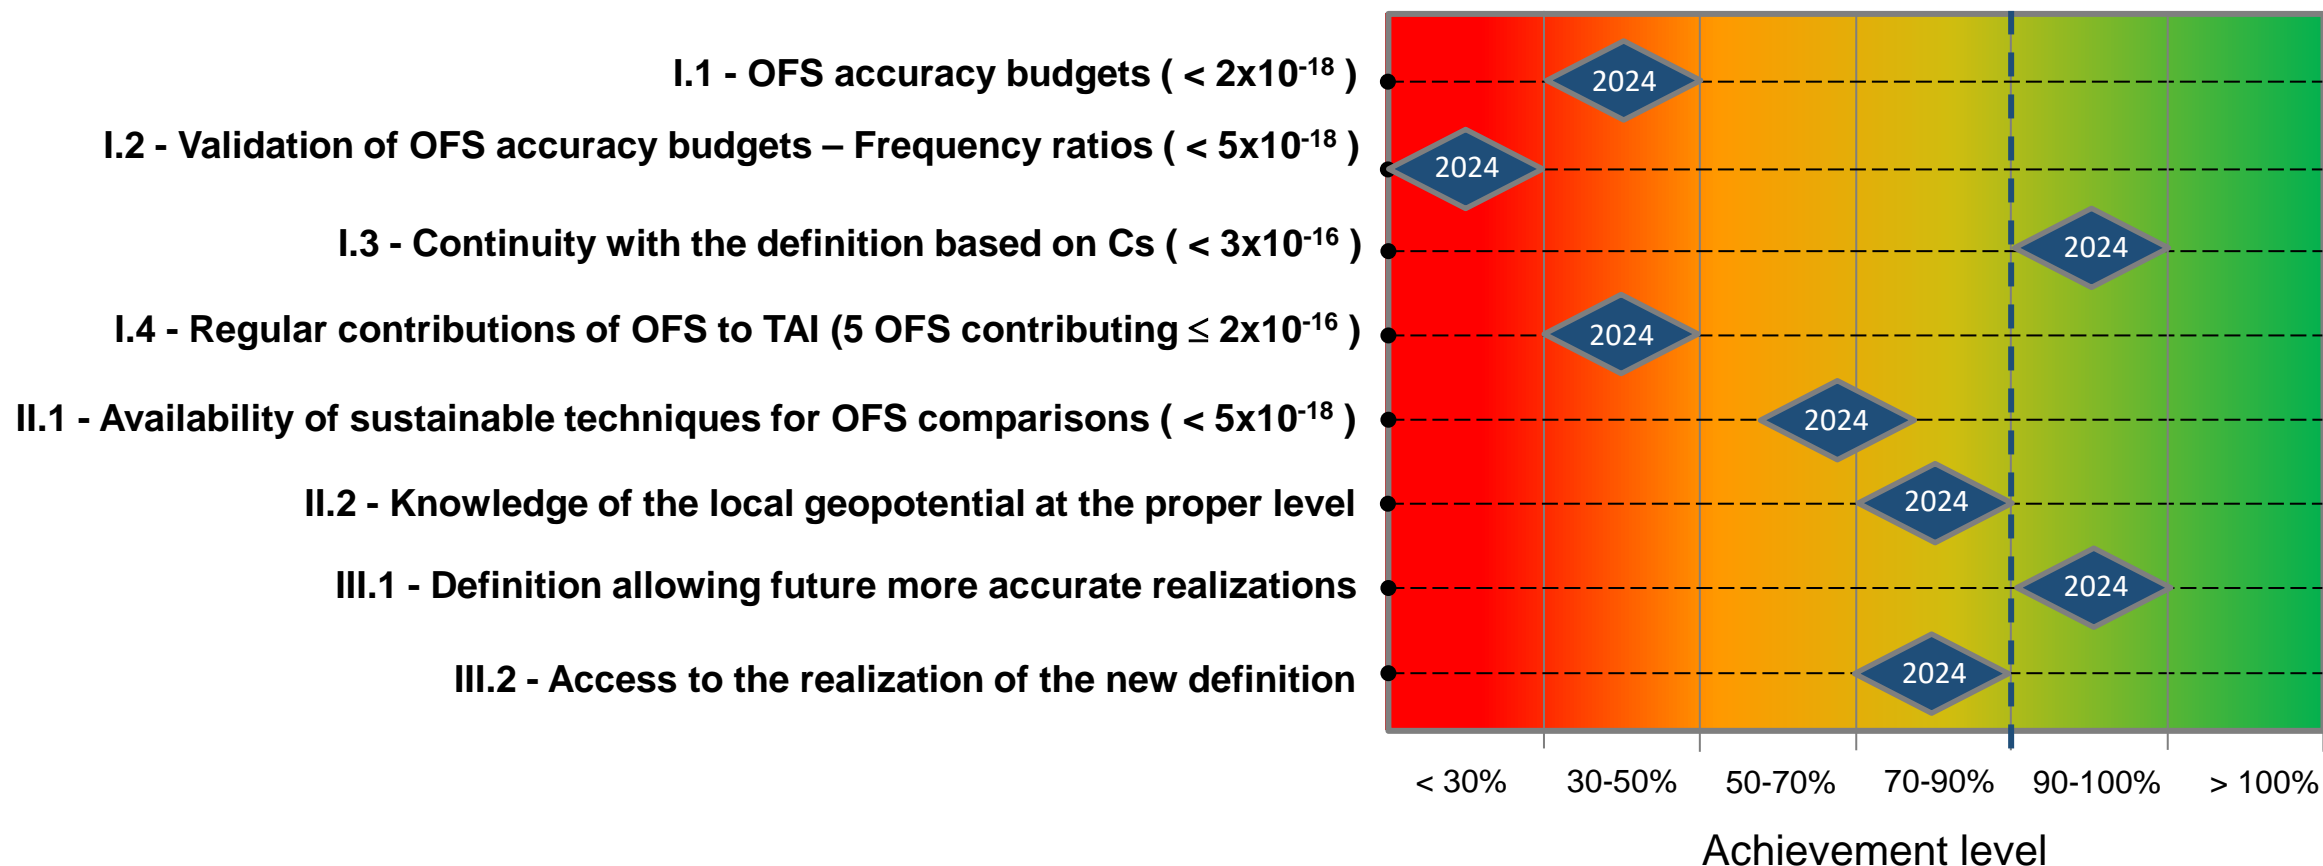 I.1 - OFS accuracy budgets ( < 2x10⁻¹⁸ )
2024
I.2 - Validation of OFS accuracy budgets – Frequency ratios ( < 5x10⁻¹⁸ )
2024
I.3 - Continuity with the definition based on Cs ( < 3x10⁻¹⁶ )
2024
I.4 - Regular contributions of OFS to TAI (5 OFS contributing ≤ 2x10⁻¹⁶ )
2024
II.1 - Availability of sustainable techniques for OFS comparisons ( < 5x10⁻¹⁸ )
2024
II.2 - Knowledge of the local geopotential at the proper level
2024
III.1 - Definition allowing future more accurate realizations
2024
III.2 - Access to the realization of the new definition
2024
< 30% 30-50% 50-70% 70-90% 90-100% > 100%
Achievement level